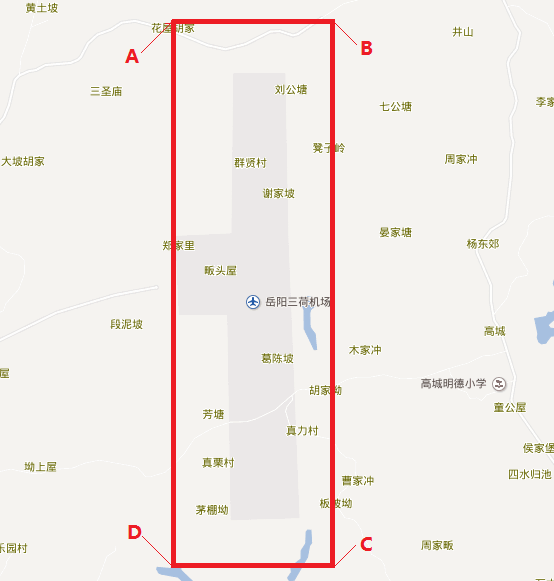 黄土坡
花屋胡家
井山
A
B
三圣庙
刘公塘
七公塘
李家
凳子岭
大坡胡家
群贤村
周家冲
谢家坡
晏家塘
郑家里
杨东郊
畈头屋
岳阳三荷机场
段泥坡
高城
木家冲
葛陈坡
屋
高城明德小学
胡家坳
童公屋
芳塘
真力村
侯家堡
坳上屋
真栗村
四水归池
曹家冲
茅棚坳
板坡坳
D
C
乐园村
周家畈